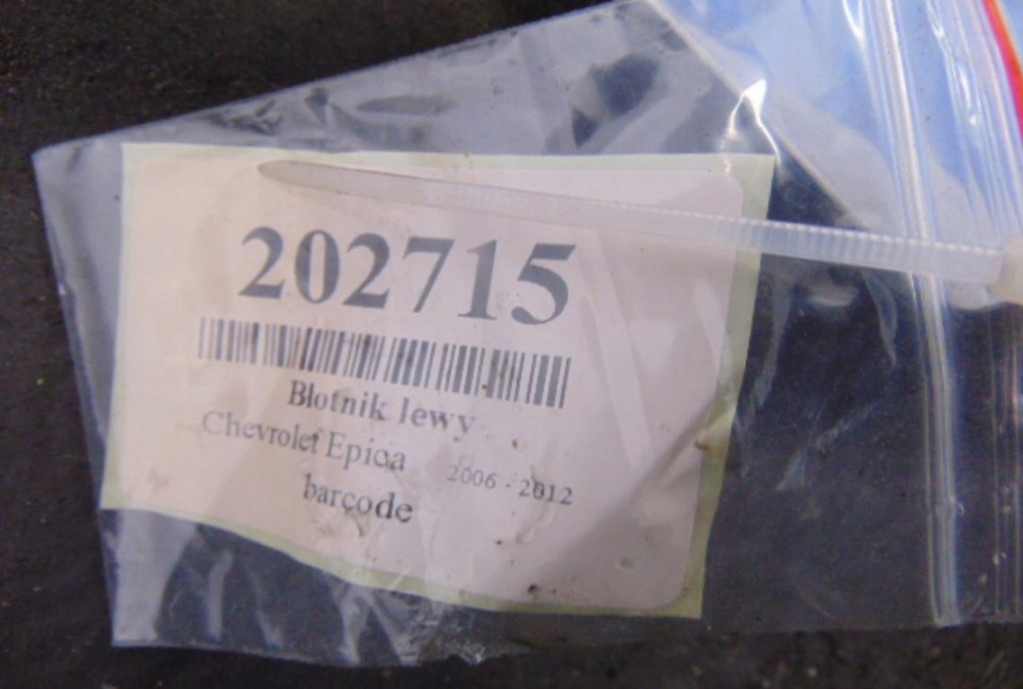 202715
Błotnik lewy
Chevrolet Epica 2006 - 2012
barcode